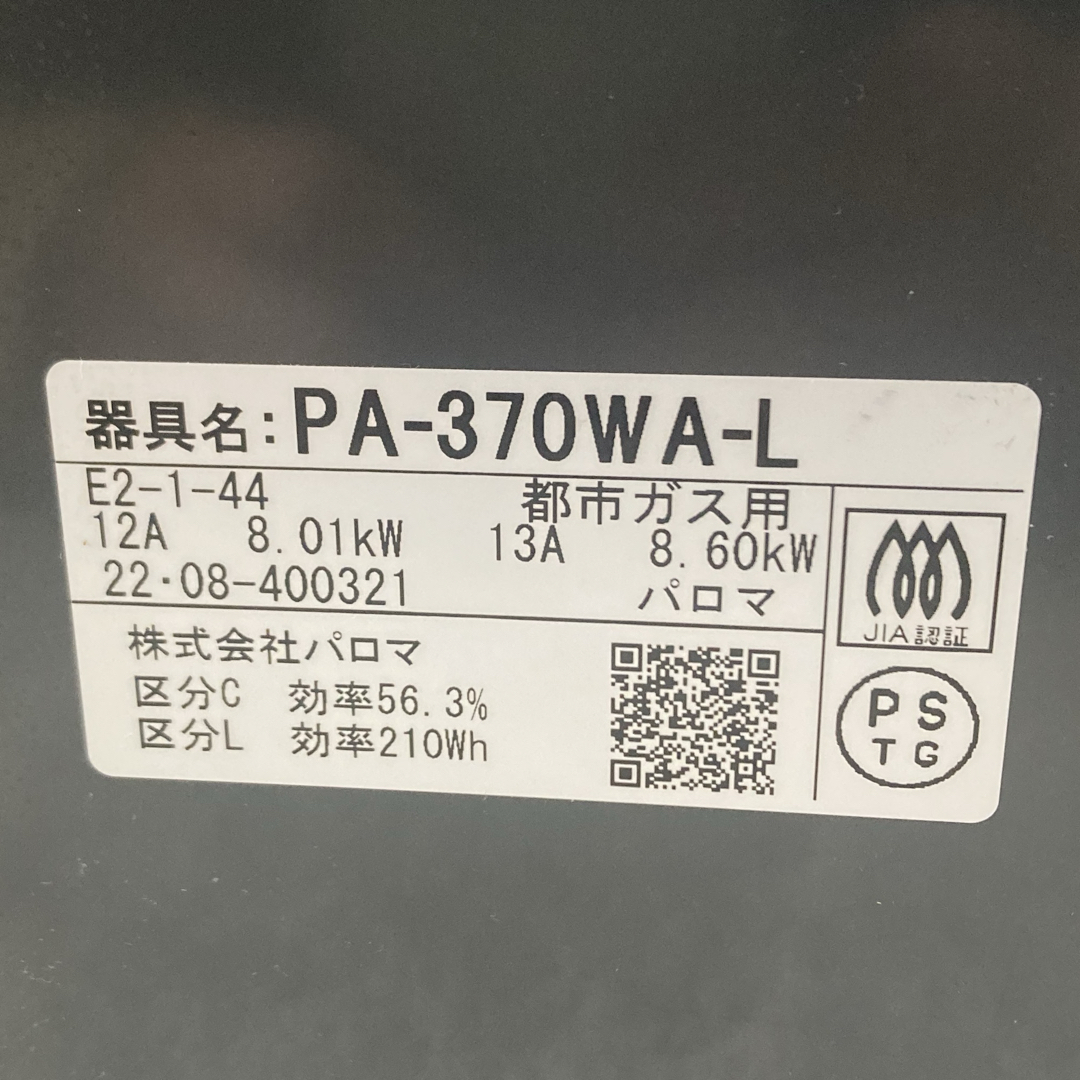 器具名:PA-370WA-L
E2-1-44 都市ガス用
12A 8.01kW 13A 8.60kW
22・08-400321 パロマ
JIA認証
株式会社パロマ
区分C 効率56.3%
区分L 効率210Wh
PS
TG